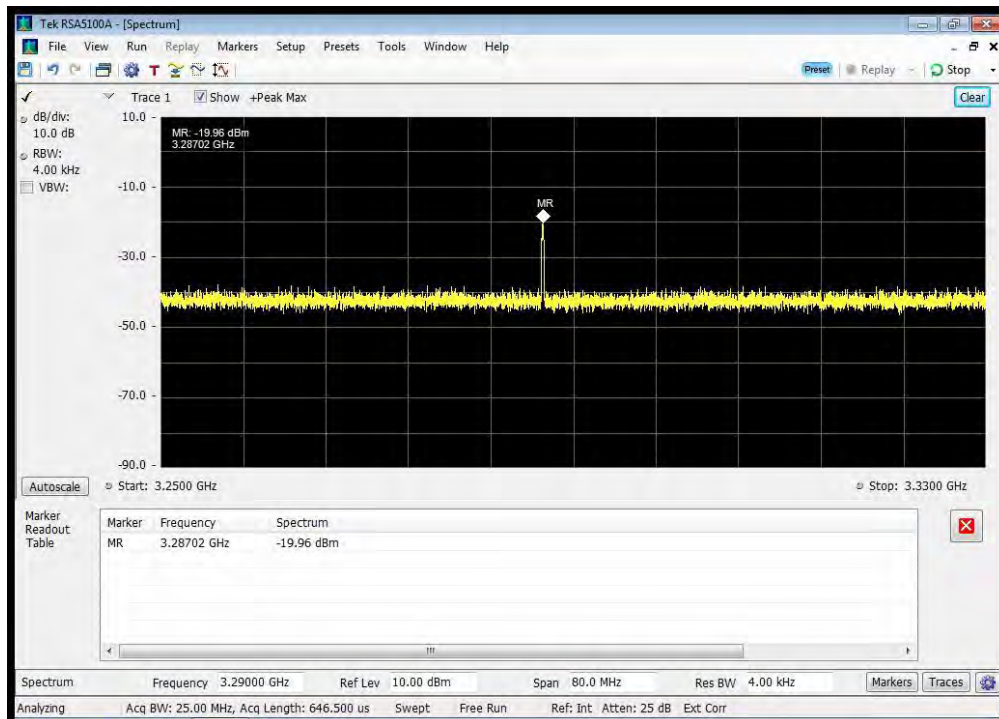 Tek RSA5100A - [Spectrum]
File View Run Replay Markers Setup Presets Tools Window Help
Preset Replay Stop
Trace 1 Show +Peak Max Clear
dB/div:
10.0 dB
RBW:
4.00 kHz
VBW:
10.0
-10.0
-30.0
-50.0
-70.0
-90.0
MR: -19.96 dBm
3.28702 GHz
MR
Autoscale Start: 3.2500 GHz Stop: 3.3300 GHz
Marker
Readout
Table
Marker Frequency Spectrum
MR 3.28702 GHz -19.96 dBm
Spectrum Frequency 3.29000 GHz Ref Lev 10.00 dBm Span 80.0 MHz Res BW 4.00 kHz Markers Traces
Analyzing Acq BW: 25.00 MHz, Acq Length: 646.500 us Swept Free Run Ref: Int Atten: 25 dB Ext Corr